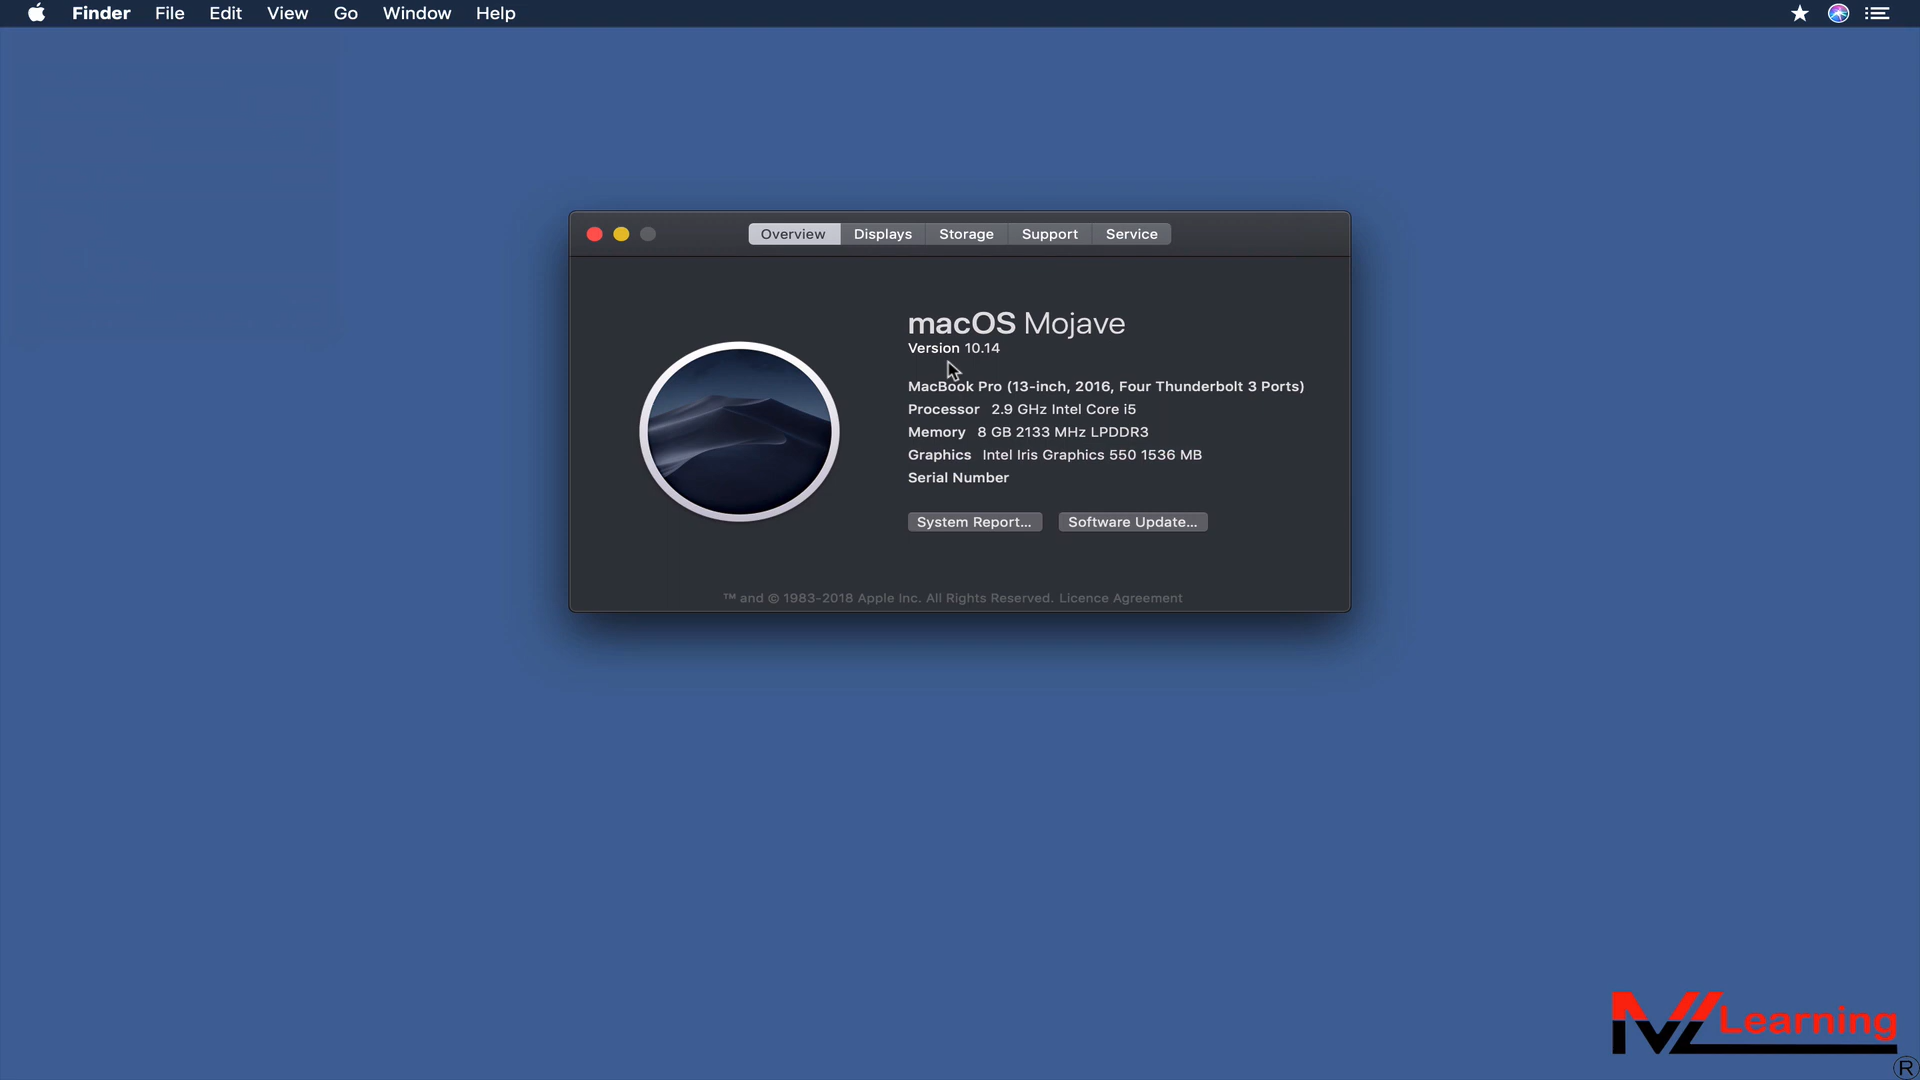 Finder File Edit View Go Window Help
Overview Displays Storage Support Service
macOS Mojave
Version 10.14
MacBook Pro (13-inch, 2016, Four Thunderbolt 3 Ports)
Processor 2.9 GHz Intel Core i5
Memory 8 GB 2133 MHz LPDDR3
Graphics Intel Iris Graphics 550 1536 MB
Serial Number
System Report... Software Update...
™ and © 1983-2018 Apple Inc. All Rights Reserved. Licence Agreement
Learning
®